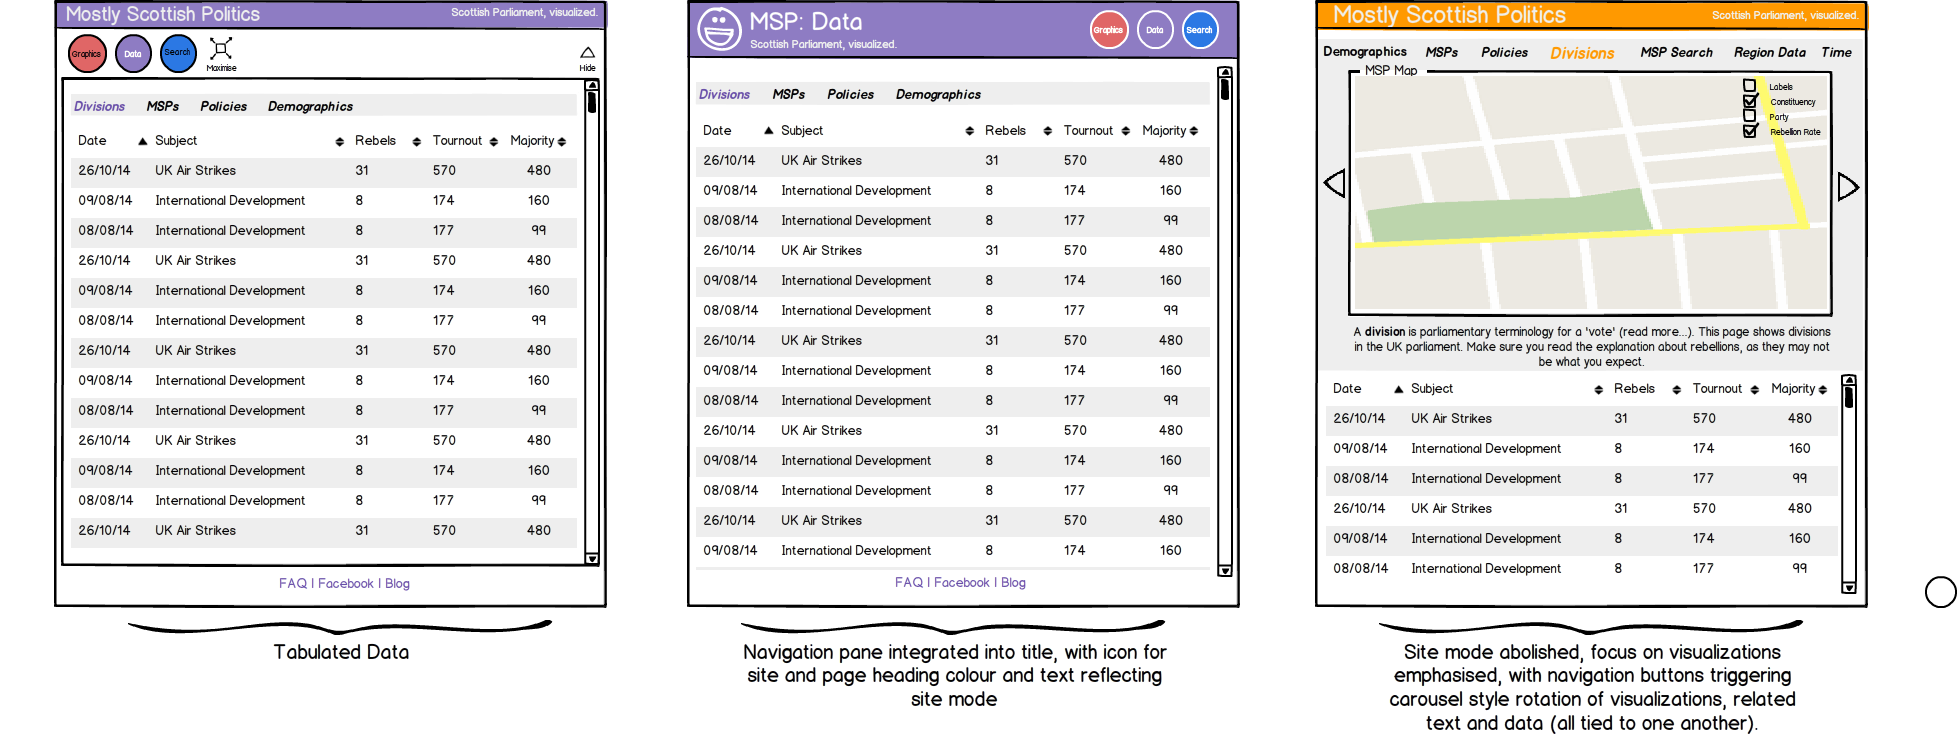 Mostly Scottish Politics
Scottish Parliament, visualized.
Graphics Data Search Maximise Hide
Divisions MSPs Policies Demographics
Date Subject Rebels Tournout Majority
26/10/14 UK Air Strikes 31 570 480
09/08/14 International Development 8 174 160
08/08/14 International Development 8 177 99
26/10/14 UK Air Strikes 31 570 480
09/08/14 International Development 8 174 160
08/08/14 International Development 8 177 99
26/10/14 UK Air Strikes 31 570 480
09/08/14 International Development 8 174 160
08/08/14 International Development 8 177 99
26/10/14 UK Air Strikes 31 570 480
09/08/14 International Development 8 174 160
08/08/14 International Development 8 177 99
26/10/14 UK Air Strikes 31 570 480
FAQ | Facebook | Blog
Tabulated Data
MSP: Data
Scottish Parliament, visualized.
Graphics Data Search
Divisions MSPs Policies Demographics
Date Subject Rebels Tournout Majority
26/10/14 UK Air Strikes 31 570 480
09/08/14 International Development 8 174 160
08/08/14 International Development 8 177 99
26/10/14 UK Air Strikes 31 570 480
09/08/14 International Development 8 174 160
08/08/14 International Development 8 177 99
26/10/14 UK Air Strikes 31 570 480
09/08/14 International Development 8 174 160
08/08/14 International Development 8 177 99
26/10/14 UK Air Strikes 31 570 480
09/08/14 International Development 8 174 160
08/08/14 International Development 8 177 99
26/10/14 UK Air Strikes 31 570 480
09/08/14 International Development 8 174 160
FAQ | Facebook | Blog
Navigation pane integrated into title, with icon for
site and page heading colour and text reflecting
site mode
Mostly Scottish Politics
Scottish Parliament, visualized.
Demographics MSPs Policies Divisions MSP Search Region Data Time
MSP Map
Labels
Constituency
Party
Rebellion Rate
A division is parliamentary terminology for a 'vote' (read more...). This page shows divisions
in the UK parliament. Make sure you read the explanation about rebellions, as they may not
be what you expect.
Date Subject Rebels Tournout Majority
26/10/14 UK Air Strikes 31 570 480
09/08/14 International Development 8 174 160
08/08/14 International Development 8 177 99
26/10/14 UK Air Strikes 31 570 480
09/08/14 International Development 8 174 160
08/08/14 International Development 8 177 99
Site mode abolished, focus on visualizations
emphasised, with navigation buttons triggering
carousel style rotation of visualizations, related
text and data (all tied to one another).